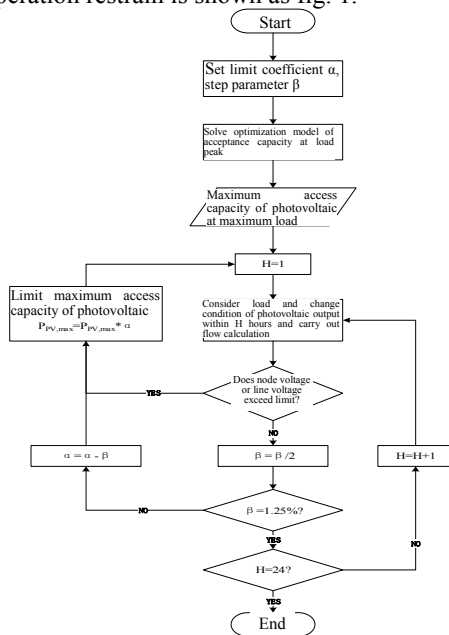 peration restrain is shown as fig. 1.
Start
Set limit coefficient α,
step parameter β
Solve optimization model of
acceptance capacity at load
peak
Maximum access
capacity of photovoltaic
at maximum load
H=1
Limit maximum access
capacity of photovoltaic
PPV,max=PPV,max* α
Consider load and change
condition of photovoltaic output
within H hours and carry out
flow calculation
Does node voltage
or line voltage
exceed limit?
YES
NO
α = α - β
β = β /2
H=H+1
β =1.25%?
NO
YES
NO
H=24?
YES
End